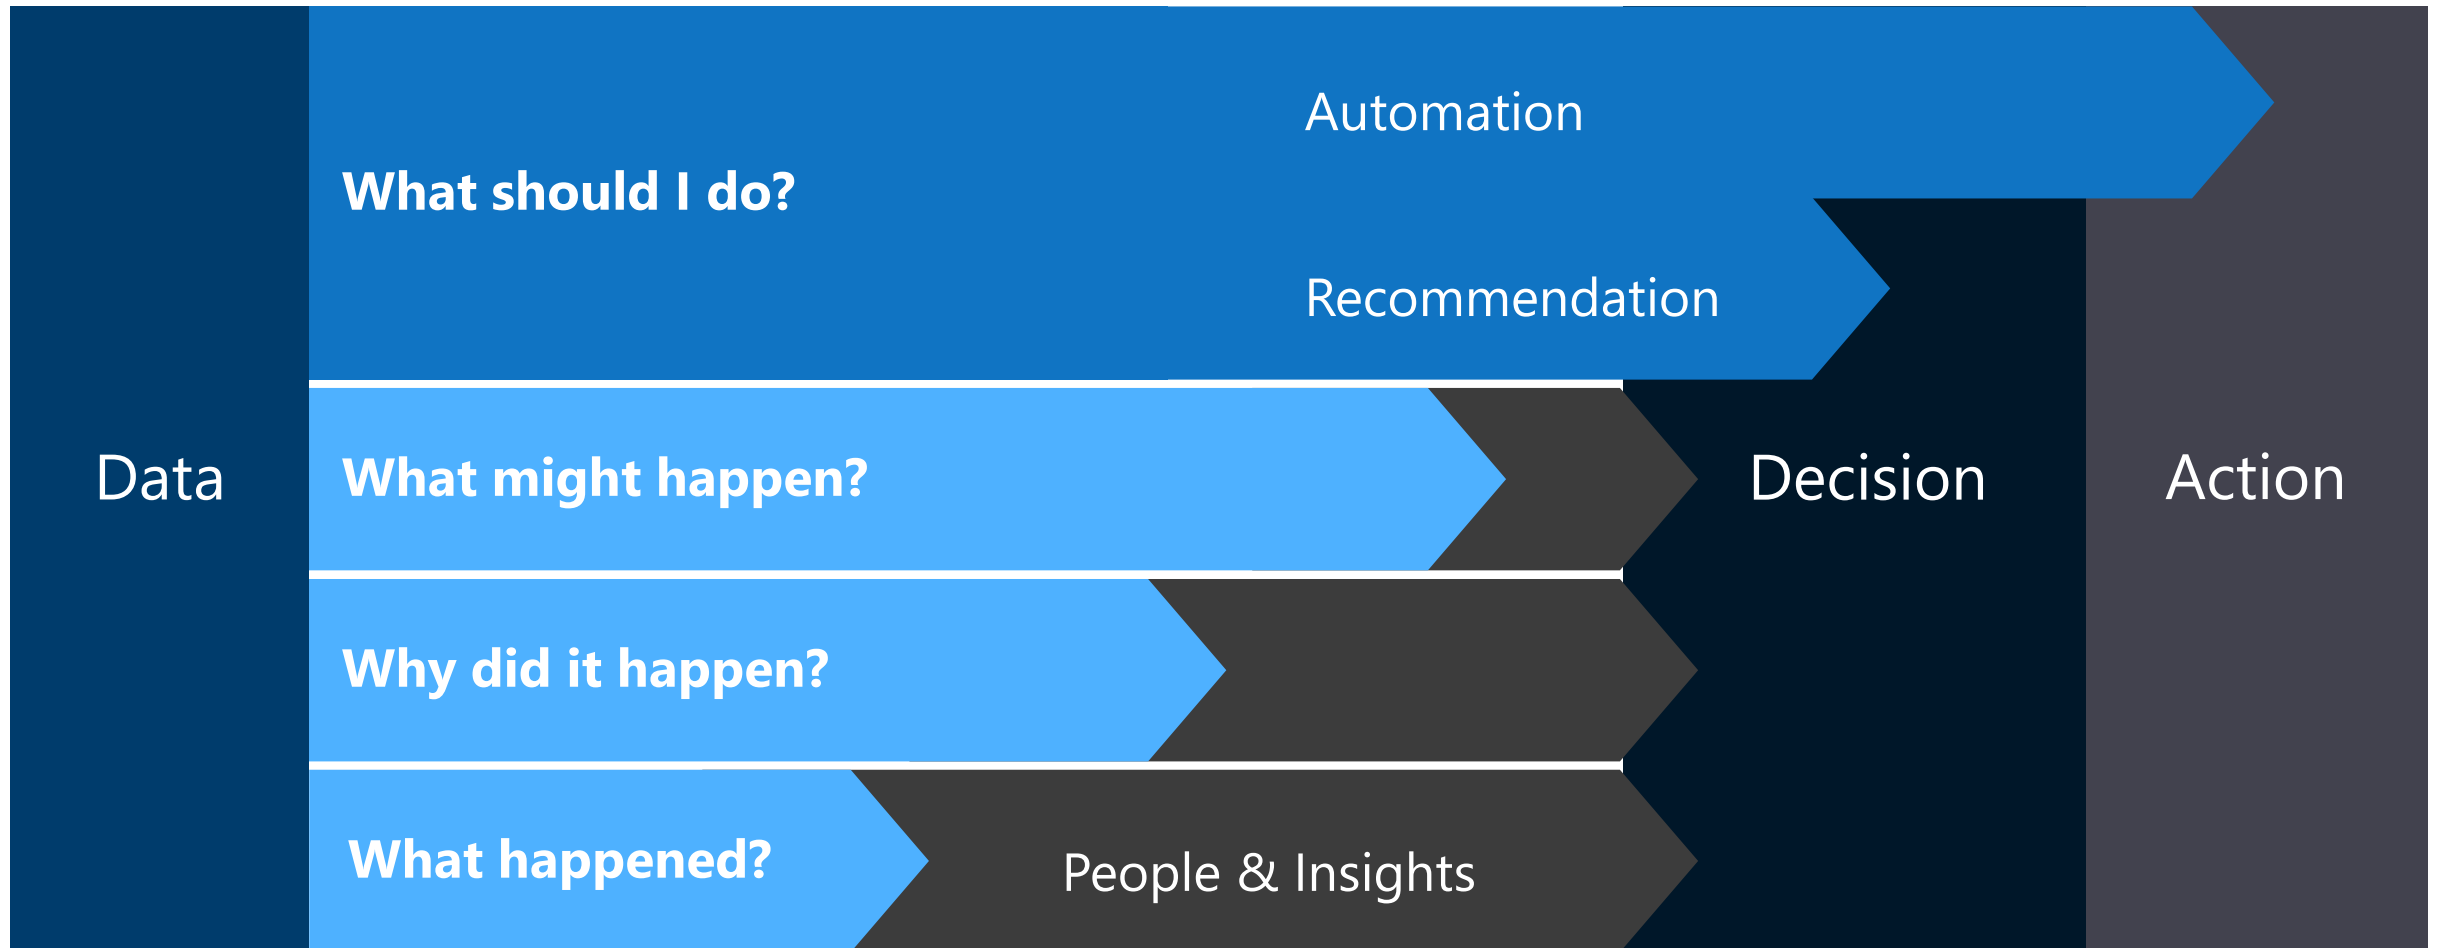 Automation
What should I do?
Recommendation
Data
What might happen?
Decision
Action
Why did it happen?
What happened?
People & Insights